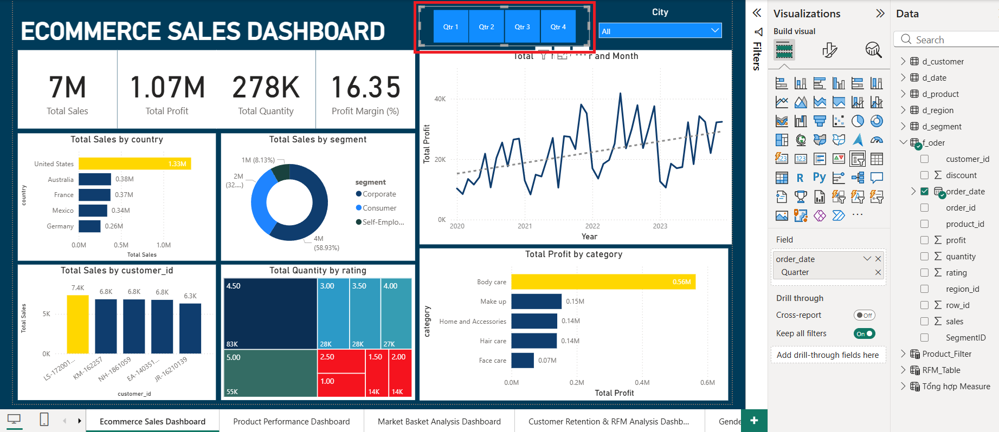 ECOMMERCE SALES DASHBOARD
Qtr 1
Qtr 2
Qtr 3
Qtr 4
City
All
7M
Total Sales
1.07M
Total Profit
278K
Total Quantity
16.35
Profit Margin (%)
Total Sales by country
country
United States
1.33M
Australia
0.38M
France
0.37M
Mexico
0.34M
Germany
0.26M
0.0M
0.5M
1.0M
Total Sales
Total Sales by segment
1M (8.13%)
2M
(32....)
4M
(58.93%)
segment
Corporate
Consumer
Self-Emplo...
Total
r and Month
Total Profit
40K
20K
0K
2020
2021
2022
2023
Year
Total Sales by customer_id
Total Sales
5K
0K
7.4K
6.8K
6.8K
6.8K
6.3K
LS-172001...
KM-162257
NH-1861059
EA-140351...
JR-16210139
customer_id
Total Quantity by rating
4.50
83K
3.00
28K
3.50
28K
4.00
27K
5.00
55K
2.50
1.00
1.50
14K
2.00
14K
Total Profit by category
category
Body care
0.56M
Make up
0.15M
Home and Accessories
0.14M
Hair care
0.14M
Face care
0.07M
0.0M
0.2M
0.4M
0.6M
Total Profit
Ecommerce Sales Dashboard
Product Performance Dashboard
Market Basket Analysis Dashboard
Customer Retention & RFM Analysis Dashb...
Gende
+
Filters
Visualizations
Build visual
123
123
R
Py
...
Field
order_date
Quarter
Drill through
Cross-report
Off
Keep all filters
On
Add drill-through fields here
Data
Search
d_customer
d_date
d_product
d_region
d_segment
f_oder
customer_id
discount
order_date
order_id
product_id
profit
quantity
rating
region_id
row_id
sales
SegmentID
Product_Filter
RFM_Table
Tổng hợp Measure